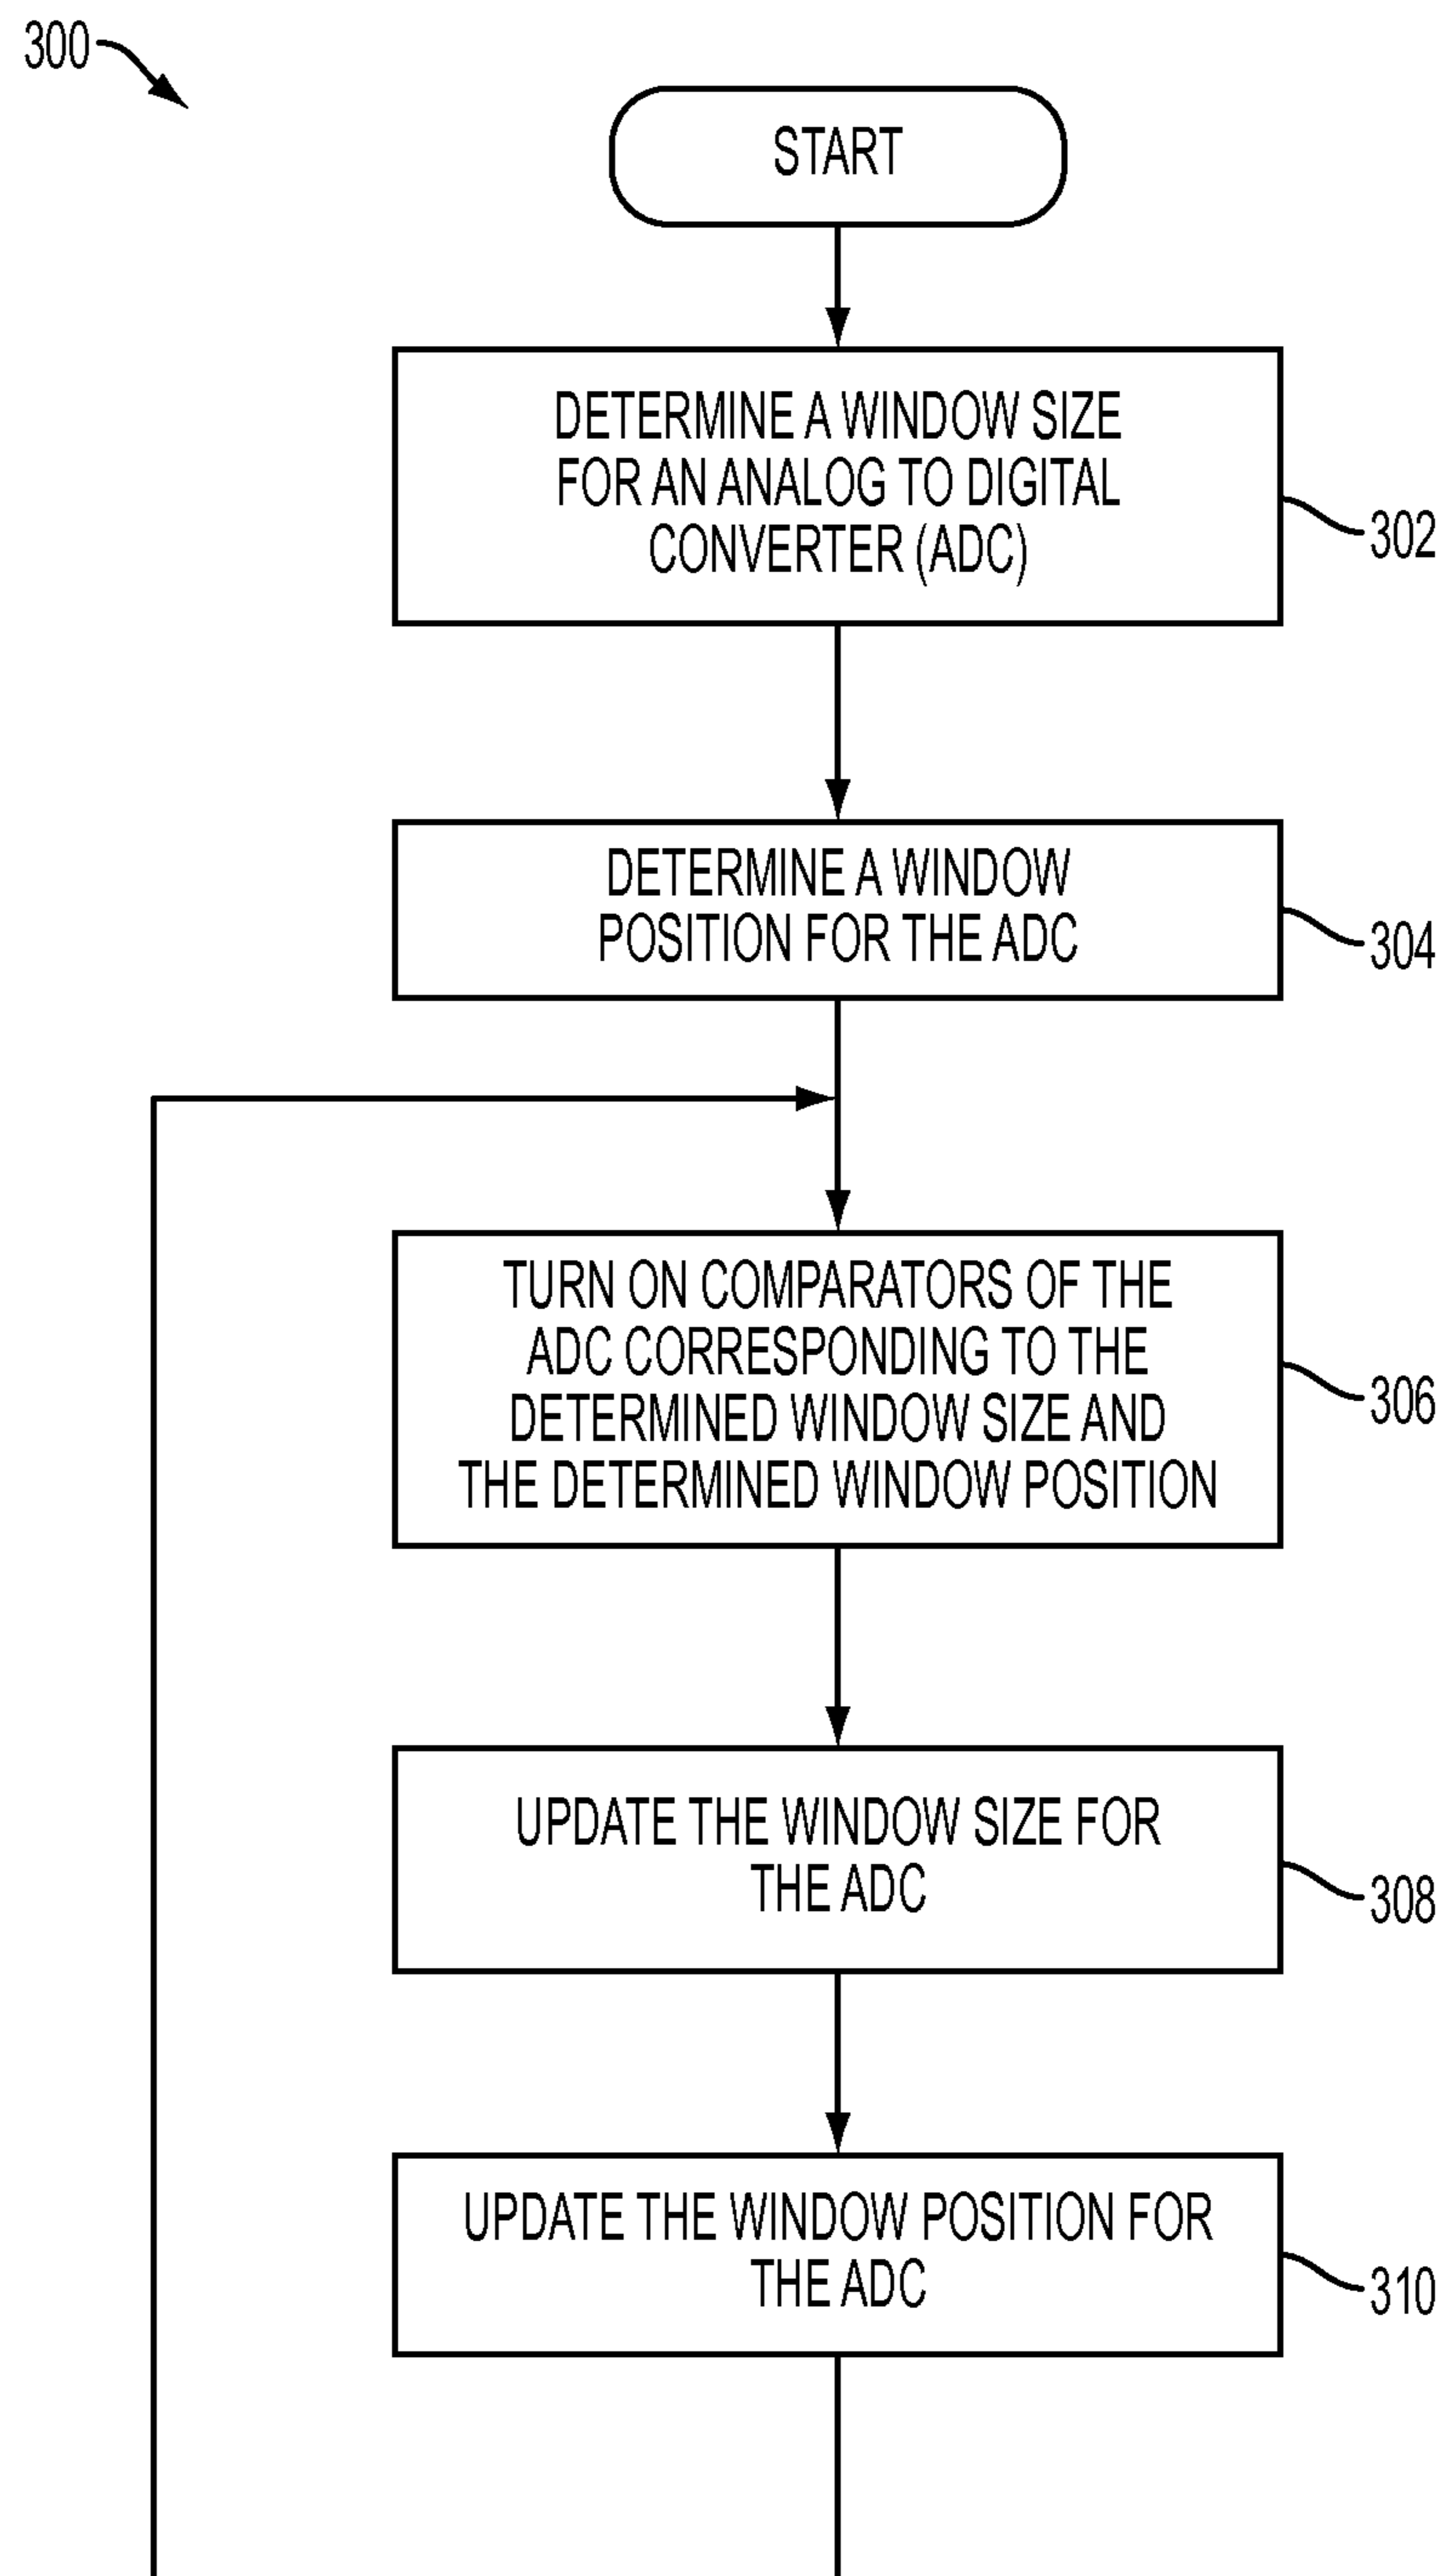 300
START
DETERMINE A WINDOW SIZE
FOR AN ANALOG TO DIGITAL
CONVERTER (ADC)
302
DETERMINE A WINDOW
POSITION FOR THE ADC
304
TURN ON COMPARATORS OF THE
ADC CORRESPONDING TO THE
DETERMINED WINDOW SIZE AND
THE DETERMINED WINDOW POSITION
306
UPDATE THE WINDOW SIZE FOR
THE ADC
308
UPDATE THE WINDOW POSITION FOR
THE ADC
310